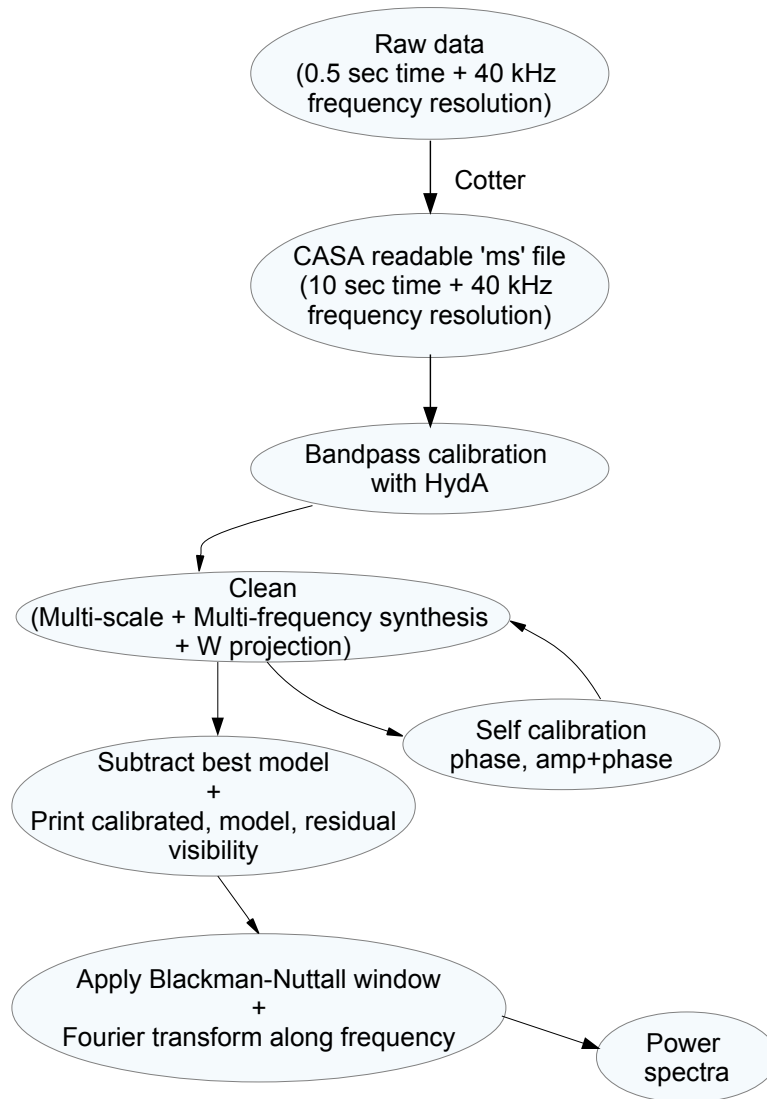 Raw data
(0.5 sec time + 40 kHz
frequency resolution)
Cotter
CASA readable 'ms' file
(10 sec time + 40 kHz
frequency resolution)
Bandpass calibration
with HydA
Clean
(Multi-scale + Multi-frequency synthesis
+ W projection)
Self calibration
phase, amp+phase
Subtract best model
+
Print calibrated, model, residual
visibility
Apply Blackman-Nuttall window
+
Fourier transform along frequency
Power
spectra